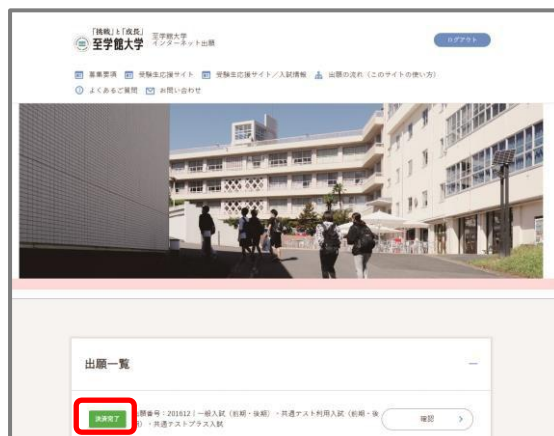 「挑戦」と「成長」
至学館大学
至学館大学
インターネット出願
ログアウト
募集要項 受験生応援サイト 受験生応援サイト／入試情報 出願の流れ（このサイトの使い方）
よくあるご質問 お問い合わせ
出願一覧
決済完了
出願番号：201612｜一般入試（前期・後期）・共通テスト利用入試（前期・後
期）・共通テストプラス入試
確認